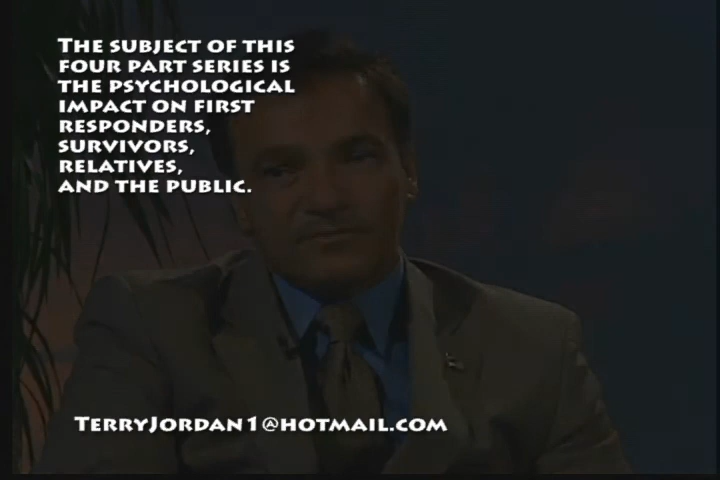 The subject of this
four part series is
the psychological
impact on first
responders,
survivors,
relatives,
and the public.
TerryJordan1@hotmail.com